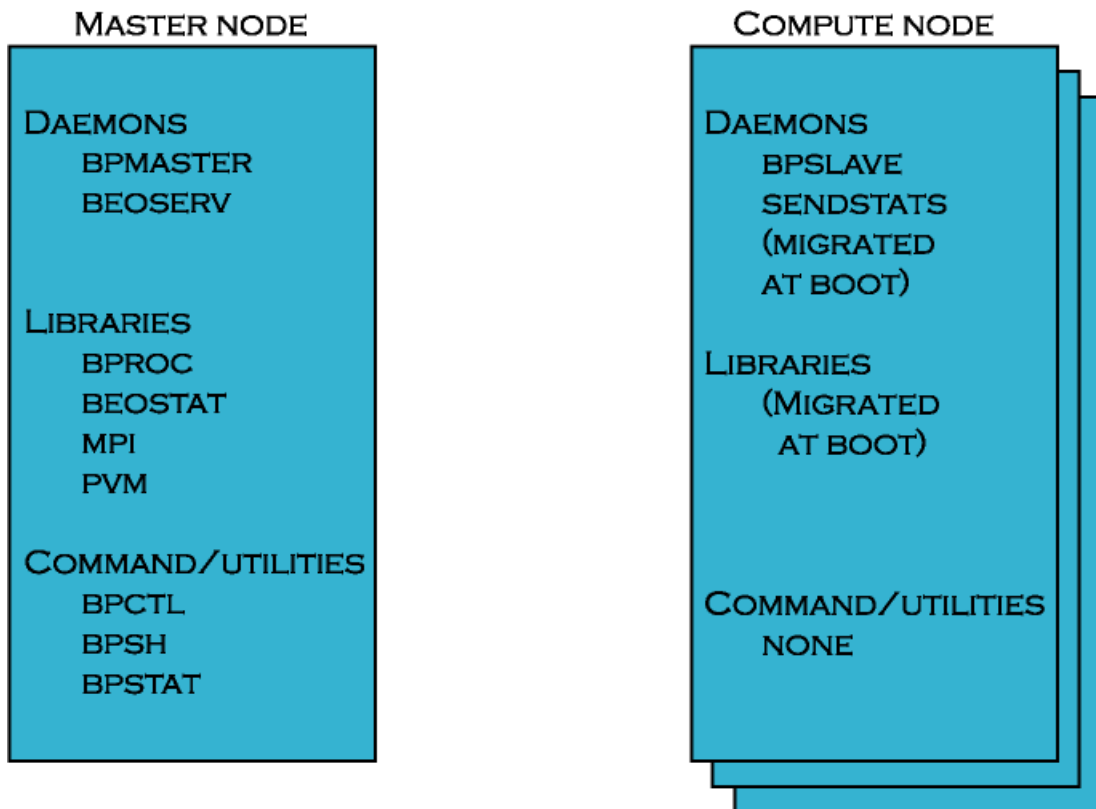 MASTER NODE
DAEMONS
BPMASTER
BEOSERV
LIBRARIES
BPROC
BEOSTAT
MPI
PVM
COMMAND/UTILITIES
BPCTL
BPSH
BPSTAT
COMPUTE NODE
DAEMONS
BPSLAVE
SENDSTATS
(MIGRATED
AT BOOT)
LIBRARIES
(MIGRATED
AT BOOT)
COMMAND/UTILITIES
NONE